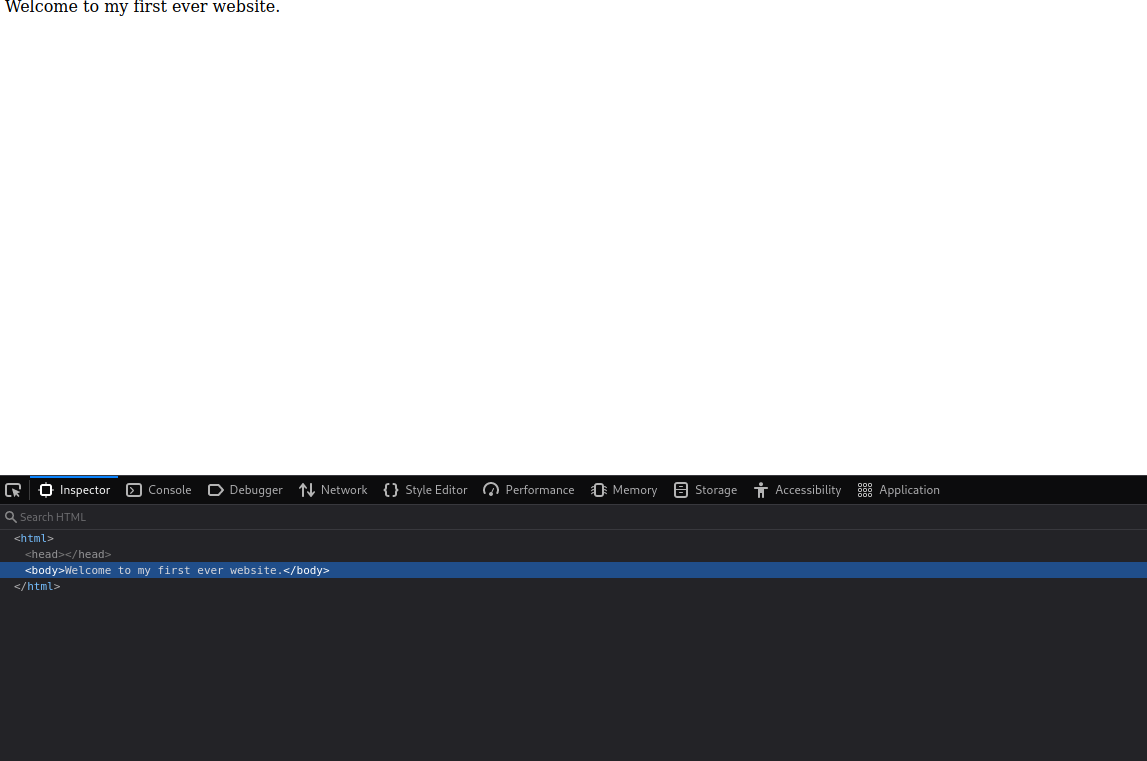 Welcome to my first ever website.
Inspector Console Debugger Network Style Editor Performance Memory Storage Accessibility Application
Search HTML
<html>
<head></head>
<body>Welcome to my first ever website.</body>
</html>